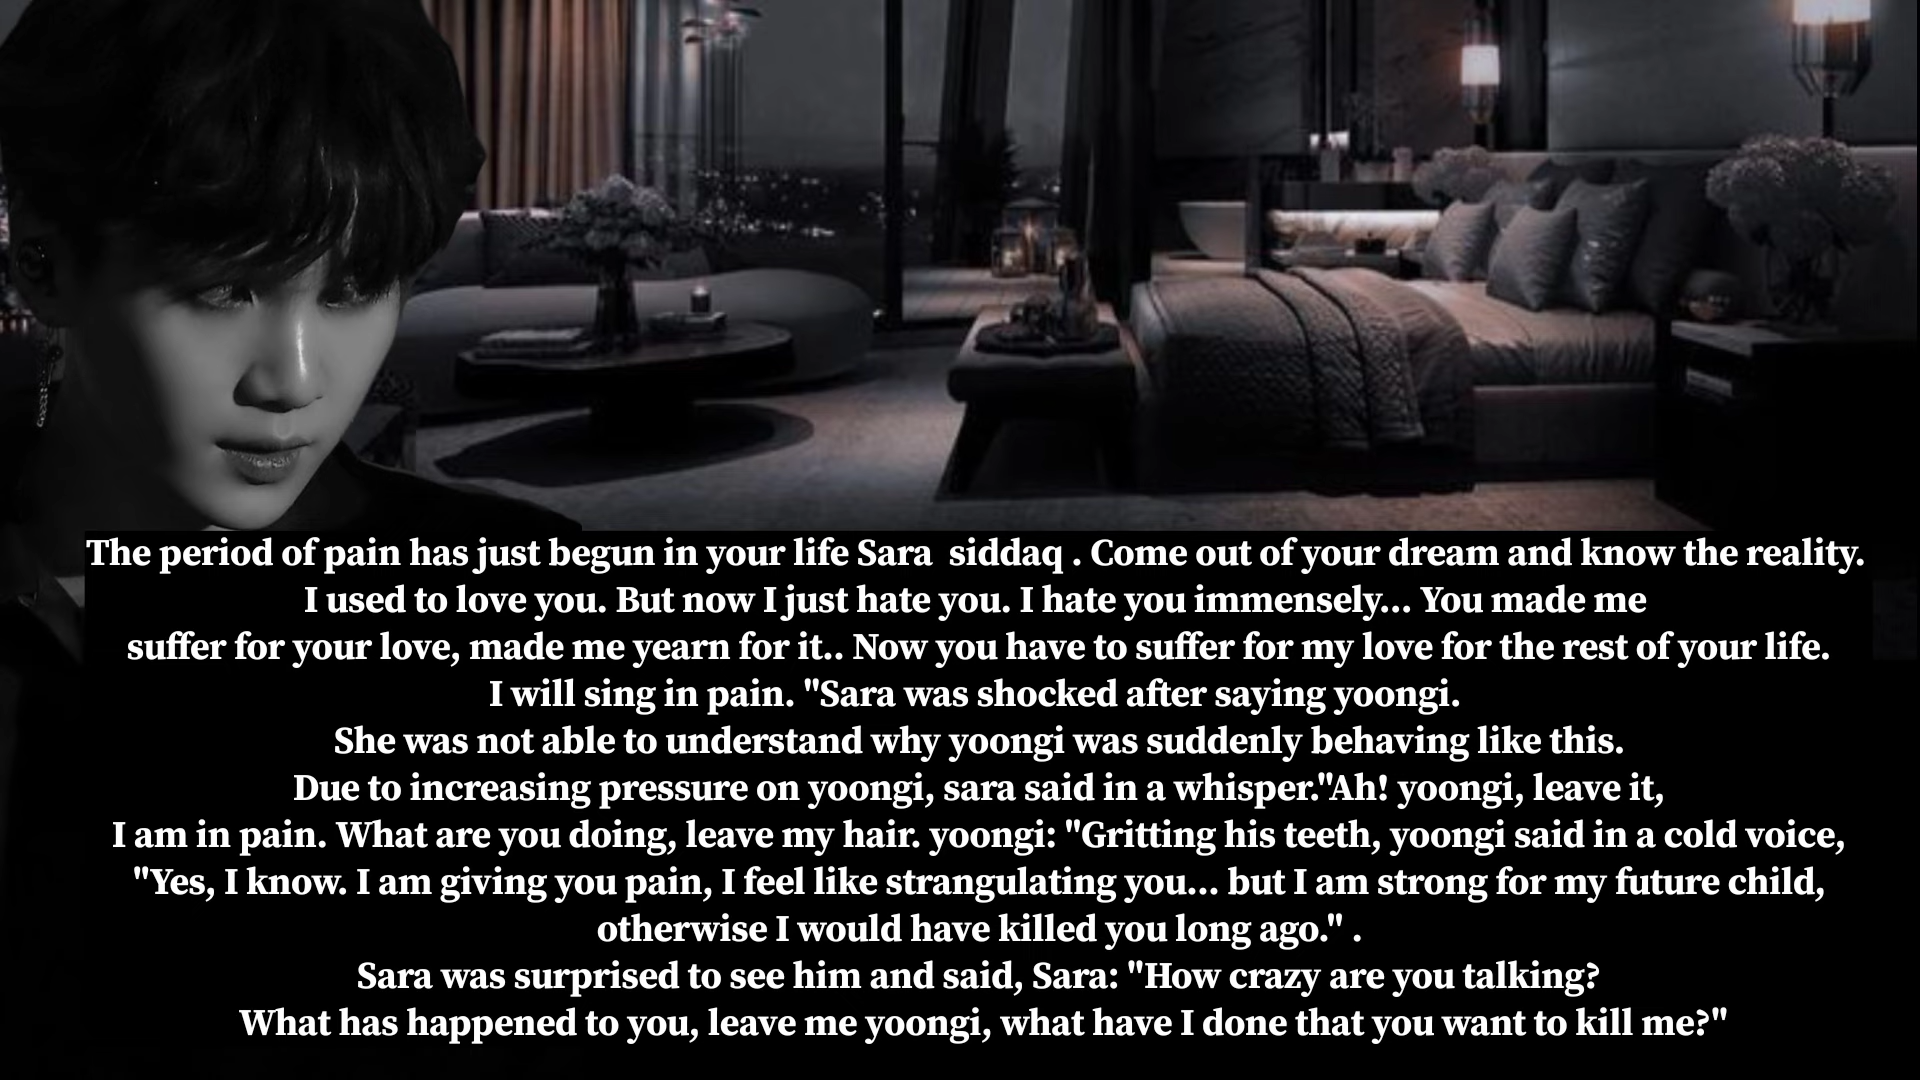 The period of pain has just begun in your life Sara  siddaq . Come out of your dream and know the reality.
I used to love you. But now I just hate you. I hate you immensely... You made me
suffer for your love, made me yearn for it.. Now you have to suffer for my love for the rest of your life.
I will sing in pain. "Sara was shocked after saying yoongi.
She was not able to understand why yoongi was suddenly behaving like this.
Due to increasing pressure on yoongi, sara said in a whisper."Ah! yoongi, leave it,
I am in pain. What are you doing, leave my hair. yoongi: "Gritting his teeth, yoongi said in a cold voice,
"Yes, I know. I am giving you pain, I feel like strangulating you... but I am strong for my future child,
otherwise I would have killed you long ago." .
Sara was surprised to see him and said, Sara: "How crazy are you talking?
What has happened to you, leave me yoongi, what have I done that you want to kill me?"